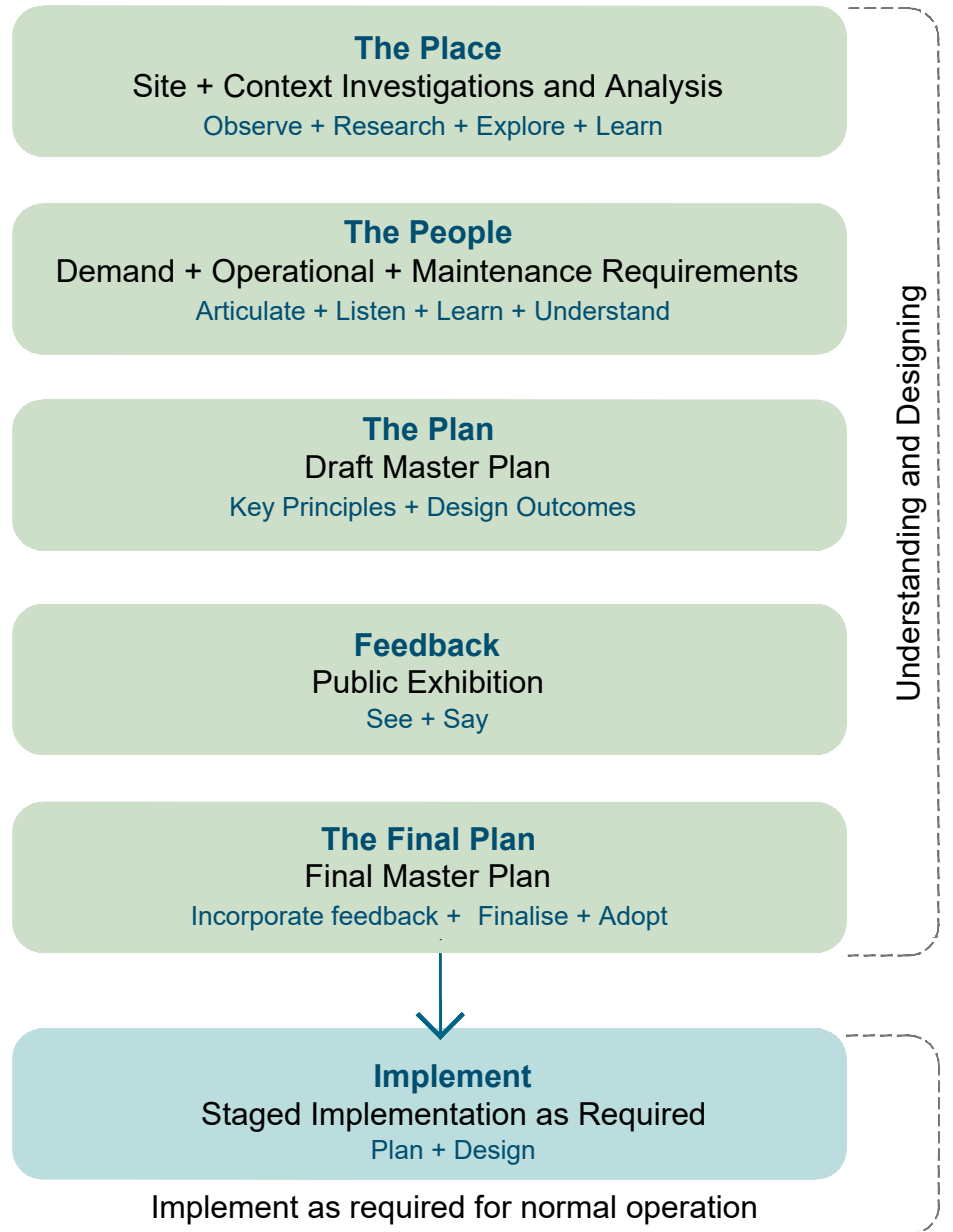 The Place
Site + Context Investigations and Analysis
Observe + Research + Explore + Learn
The People
Demand + Operational + Maintenance Requirements
Articulate + Listen + Learn + Understand
The Plan
Draft Master Plan
Key Principles + Design Outcomes
Feedback
Public Exhibition
See + Say
The Final Plan
Final Master Plan
Incorporate feedback + Finalise + Adopt
Understanding and Designing
Implement
Staged Implementation as Required
Plan + Design
Implement as required for normal operation